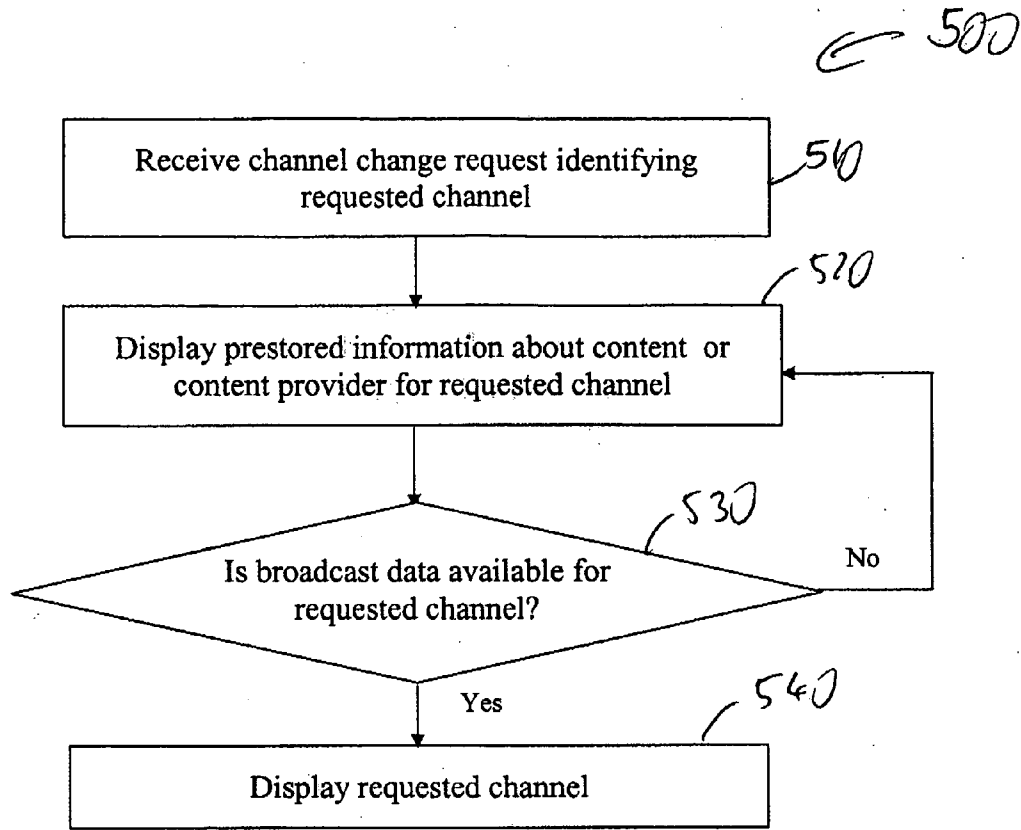 500
Receive channel change request identifying
requested channel
510
520
Display prestored information about content or
content provider for requested channel
530
Is broadcast data available for
requested channel?
No
Yes
540
Display requested channel